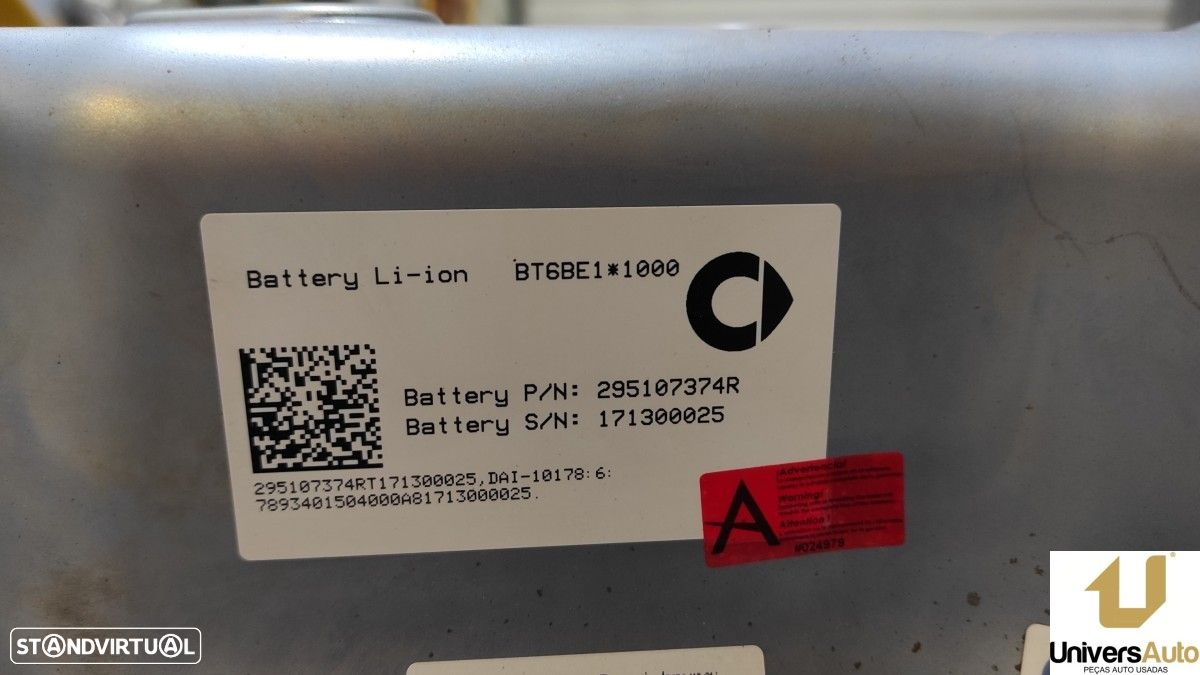 Battery Li-ion BT6BE1*1000
Battery P/N: 295107374R
Battery S/N: 171300025
295107374RT171300025,DAI-10178:6:
7893401504000A81713000025.
¡Advertencia!
Warning!
Attention!
A
#024979
STANDVIRTUAL
UniversAuto
PEÇAS AUTO USADAS